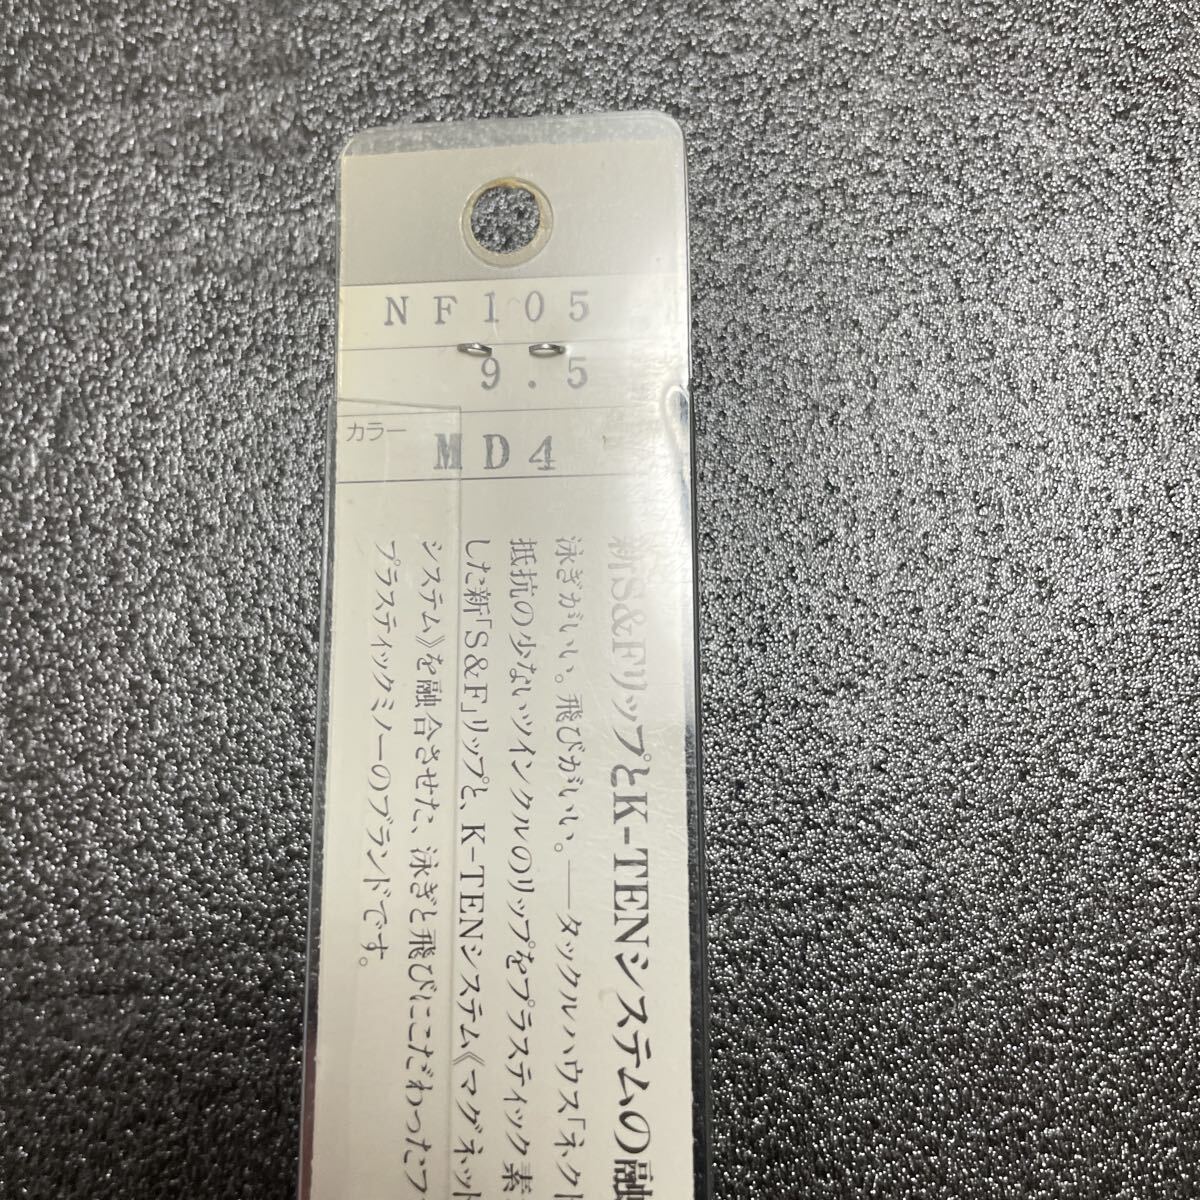 NF105
9.5
カラー
MD4
新S&FリップとK-TENシステムの融
泳ぎがいい。飛びがいい。—タックルハウス「ネクト
抵抗の少ないツインクルのリップをプラスティック素
した新「S&F」リップと、K-TENシステム《マグネット
システム》を融合させた、泳ぎと飛びにこだわったフ
プラスティックミノーのブランドです。